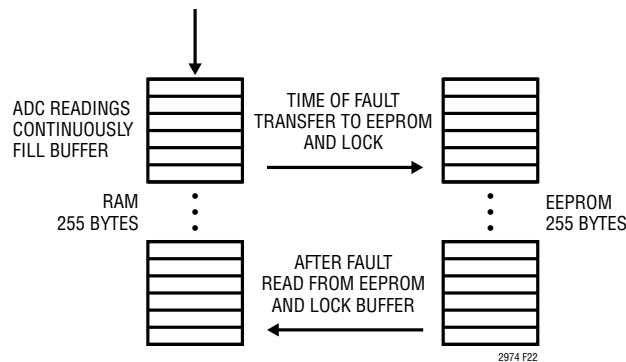 ADC READINGS
CONTINUOUSLY
FILL BUFFER
TIME OF FAULT
TRANSFER TO EEPROM
AND LOCK
RAM
255 BYTES
EEPROM
255 BYTES
AFTER FAULT
READ FROM EEPROM
AND LOCK BUFFER
2974 F22